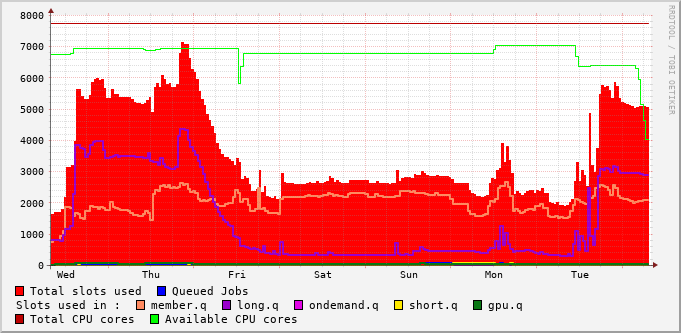 8000
7000
6000
5000
4000
3000
2000
1000
0
Wed Thu Fri Sat Sun Mon Tue
RRDTOOL / TOBI OETIKER
Total slots used Queued Jobs
Slots used in : member.q long.q ondemand.q short.q gpu.q
Total CPU cores Available CPU cores